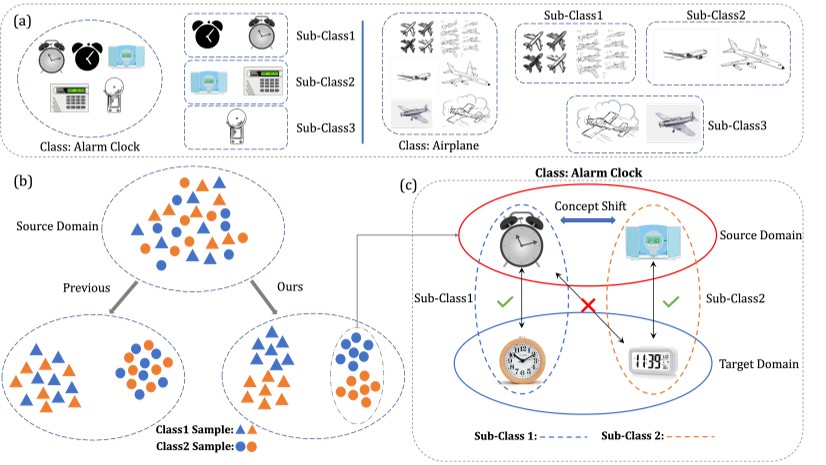 (a)
Sub-Class1
Sub-Class2
Sub-Class3
Class: Alarm Clock
Class: Airplane
Sub-Class1
Sub-Class2
Sub-Class3
(b)
Source Domain
Previous
Ours
Class1 Sample:
Class2 Sample:
(c)
Class: Alarm Clock
Concept Shift
Source Domain
Sub-Class1
Sub-Class2
Target Domain
11:39
Sub-Class 1:
Sub-Class 2: